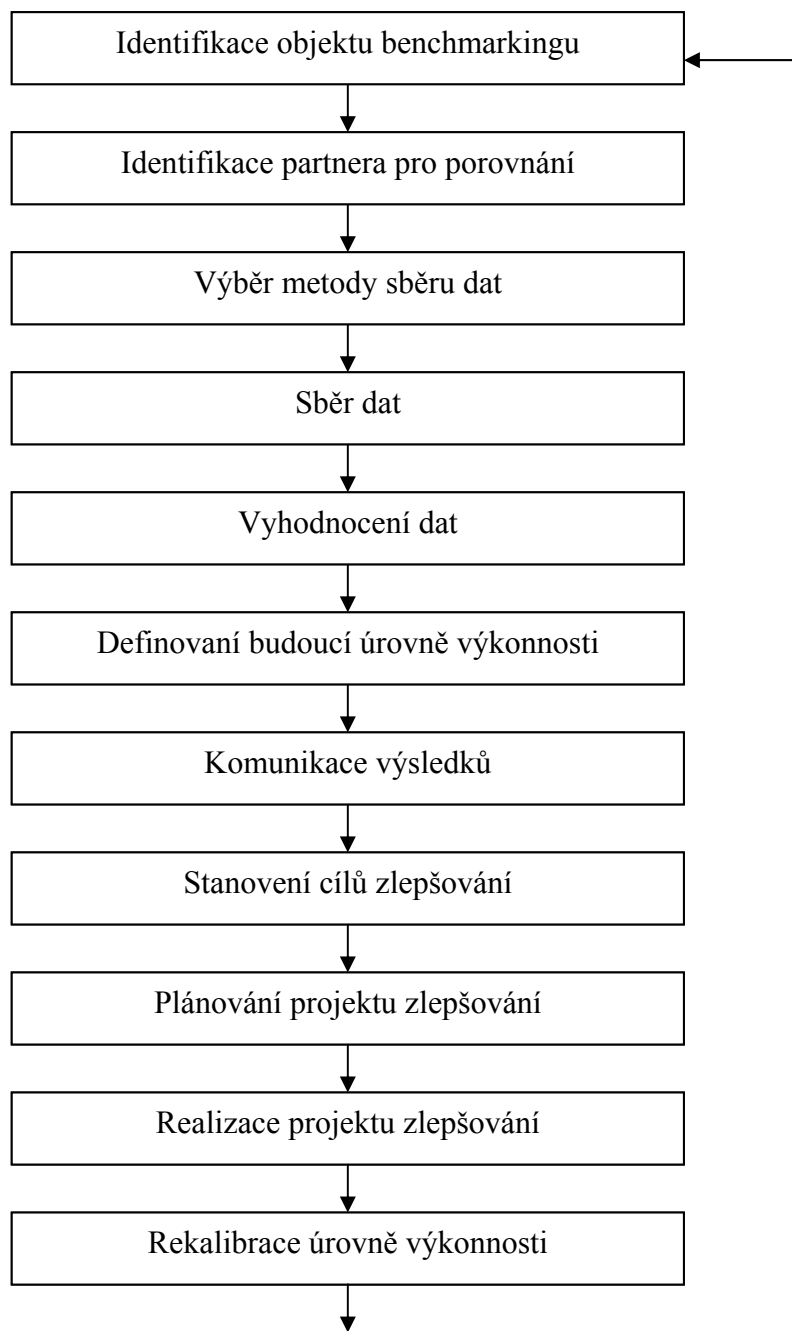 Identifikace objektu benchmarkingu
Identifikace partnera pro porovnání
Výběr metody sběru dat
Sběr dat
Vyhodnocení dat
Definovaní budoucí úrovně výkonnosti
Komunikace výsledků
Stanovení cílů zlepšování
Plánování projektu zlepšování
Realizace projektu zlepšování
Rekalibrace úrovně výkonnosti